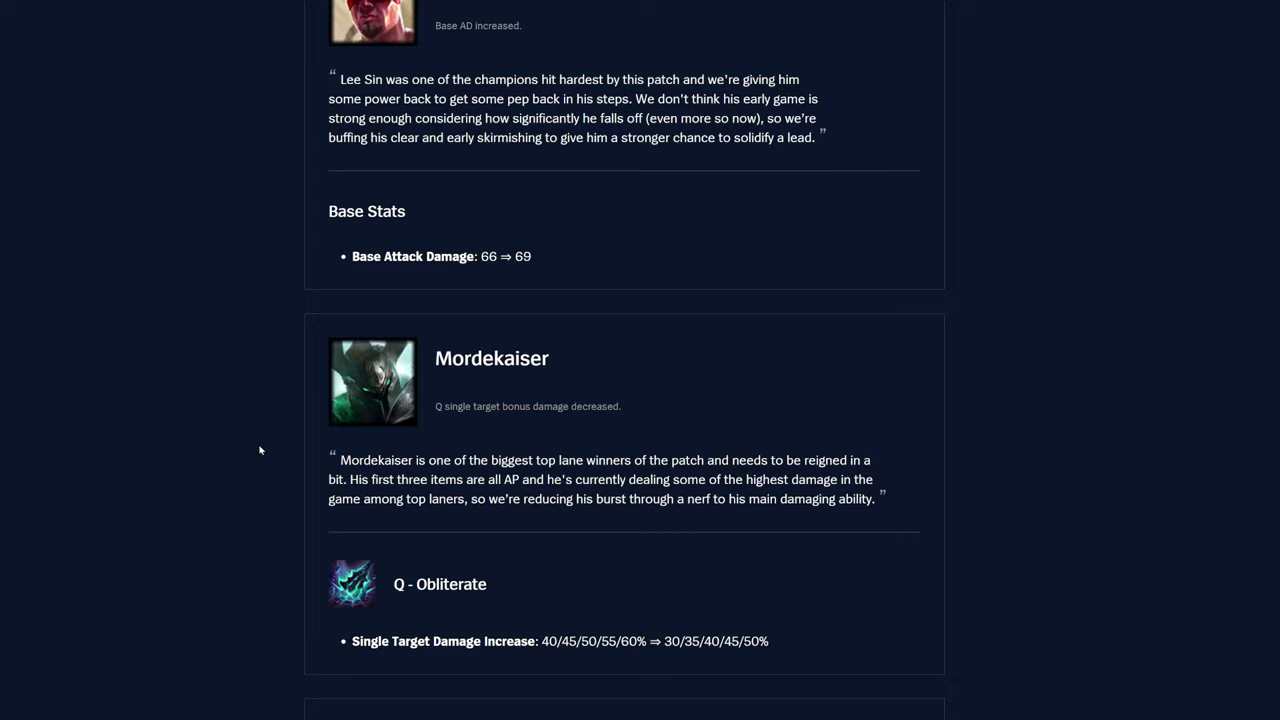 Base AD increased.
“ Lee Sin was one of the champions hit hardest by this patch and we're giving him
some power back to get some pep back in his steps. We don't think his early game is
strong enough considering how significantly he falls off (even more so now), so we're
buffing his clear and early skirmishing to give him a stronger chance to solidify a lead. ”
Base Stats
• Base Attack Damage: 66 ⇒ 69
Mordekaiser
Q single target bonus damage decreased.
“ Mordekaiser is one of the biggest top lane winners of the patch and needs to be reigned in a
bit. His first three items are all AP and he's currently dealing some of the highest damage in the
game among top laners, so we're reducing his burst through a nerf to his main damaging ability. ”
Q - Obliterate
• Single Target Damage Increase: 40/45/50/55/60% ⇒ 30/35/40/45/50%